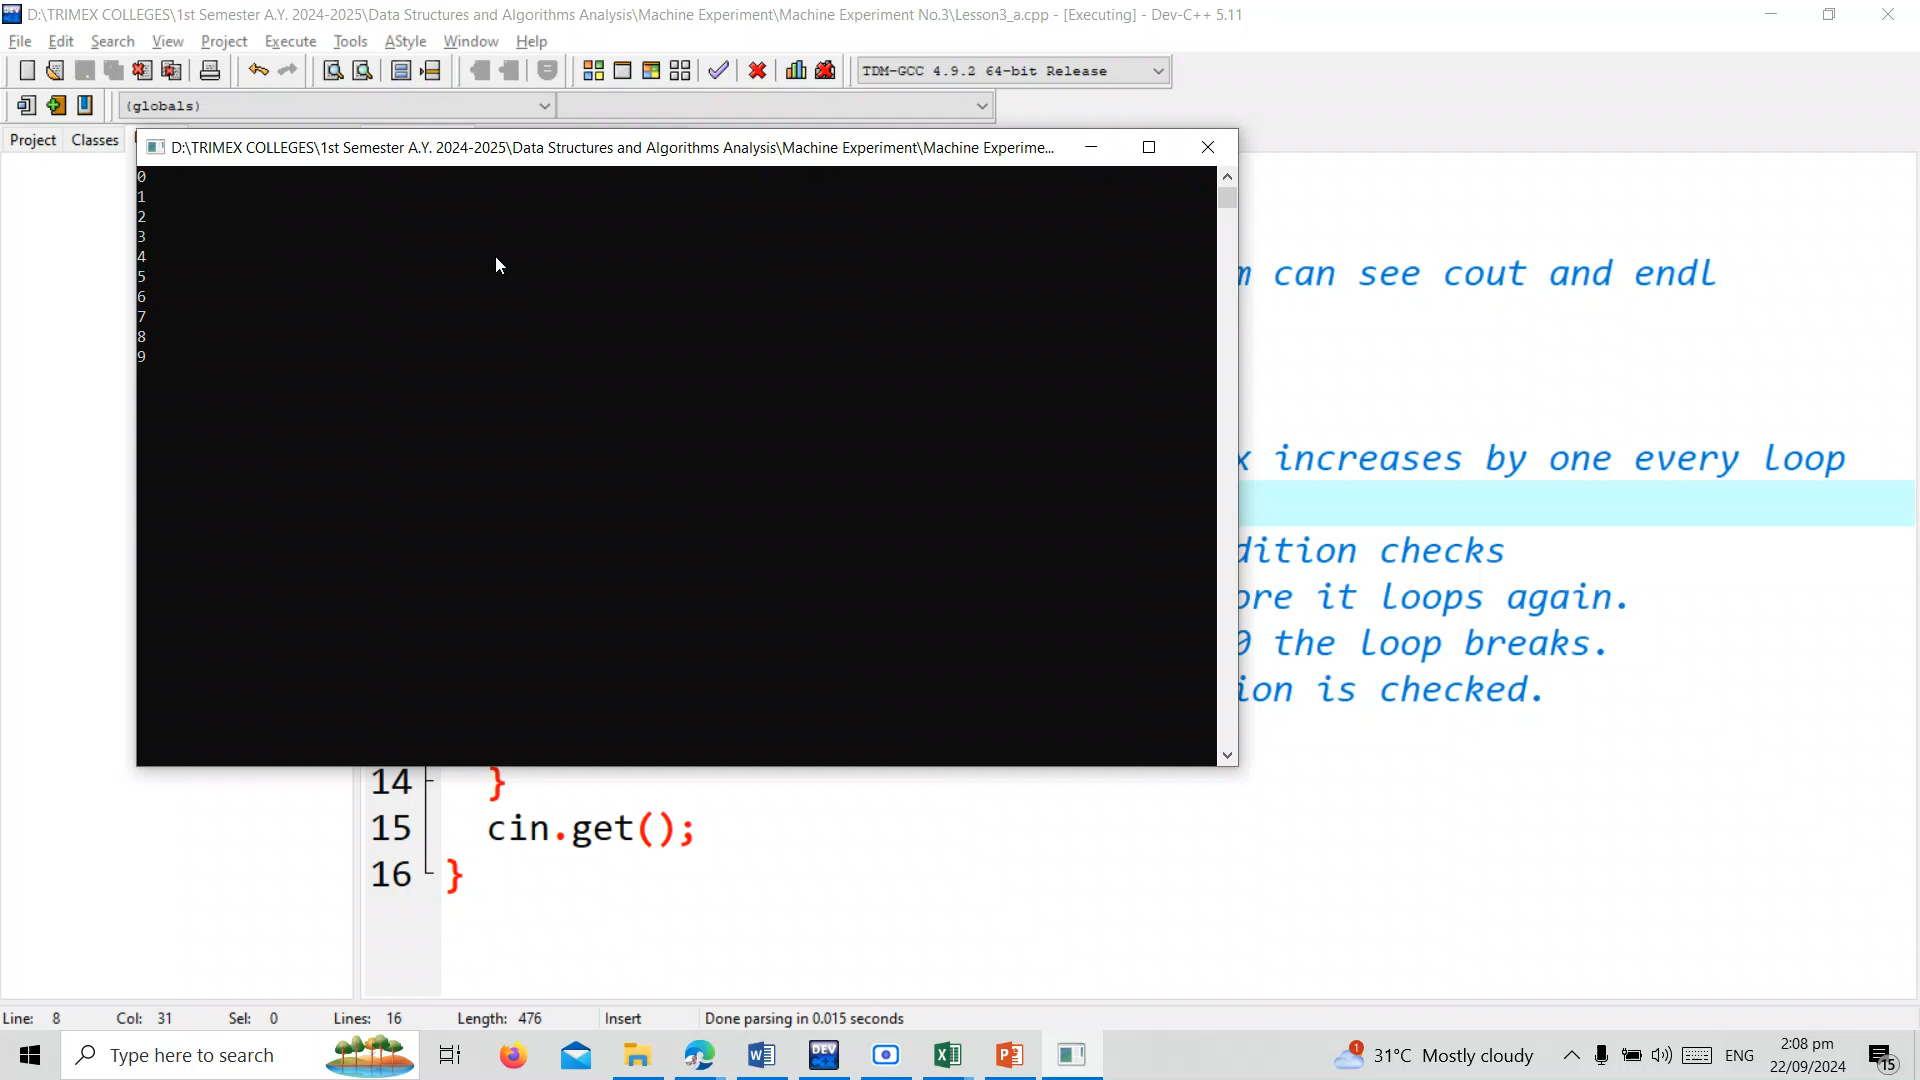 D:\TRIMEX COLLEGES\1st Semester A.Y. 2024-2025\Data Structures and Algorithms Analysis\Machine Experiment\Machine Experiment No.3\Lesson3_a.cpp - [Executing] - Dev-C++ 5.11
File Edit Search View Project Execute Tools AStyle Window Help
TDM-GCC 4.9.2 64-bit Release
(globals)
Project Classes
D:\TRIMEX COLLEGES\1st Semester A.Y. 2024-2025\Data Structures and Algorithms Analysis\Machine Experiment\Machine Experime...
0
1
2
3
4
5
6
7
8
9
can see cout and endl
x increases by one every loop
dition checks
ore it loops again.
0 the loop breaks.
ion is checked.
14 }
15 cin.get();
16 }
Line: 8 Col: 31 Sel: 0 Lines: 16 Length: 476 Insert Done parsing in 0.015 seconds
Type here to search
DEV
1
31°C Mostly cloudy
ENG
2:08 pm
22/09/2024
15